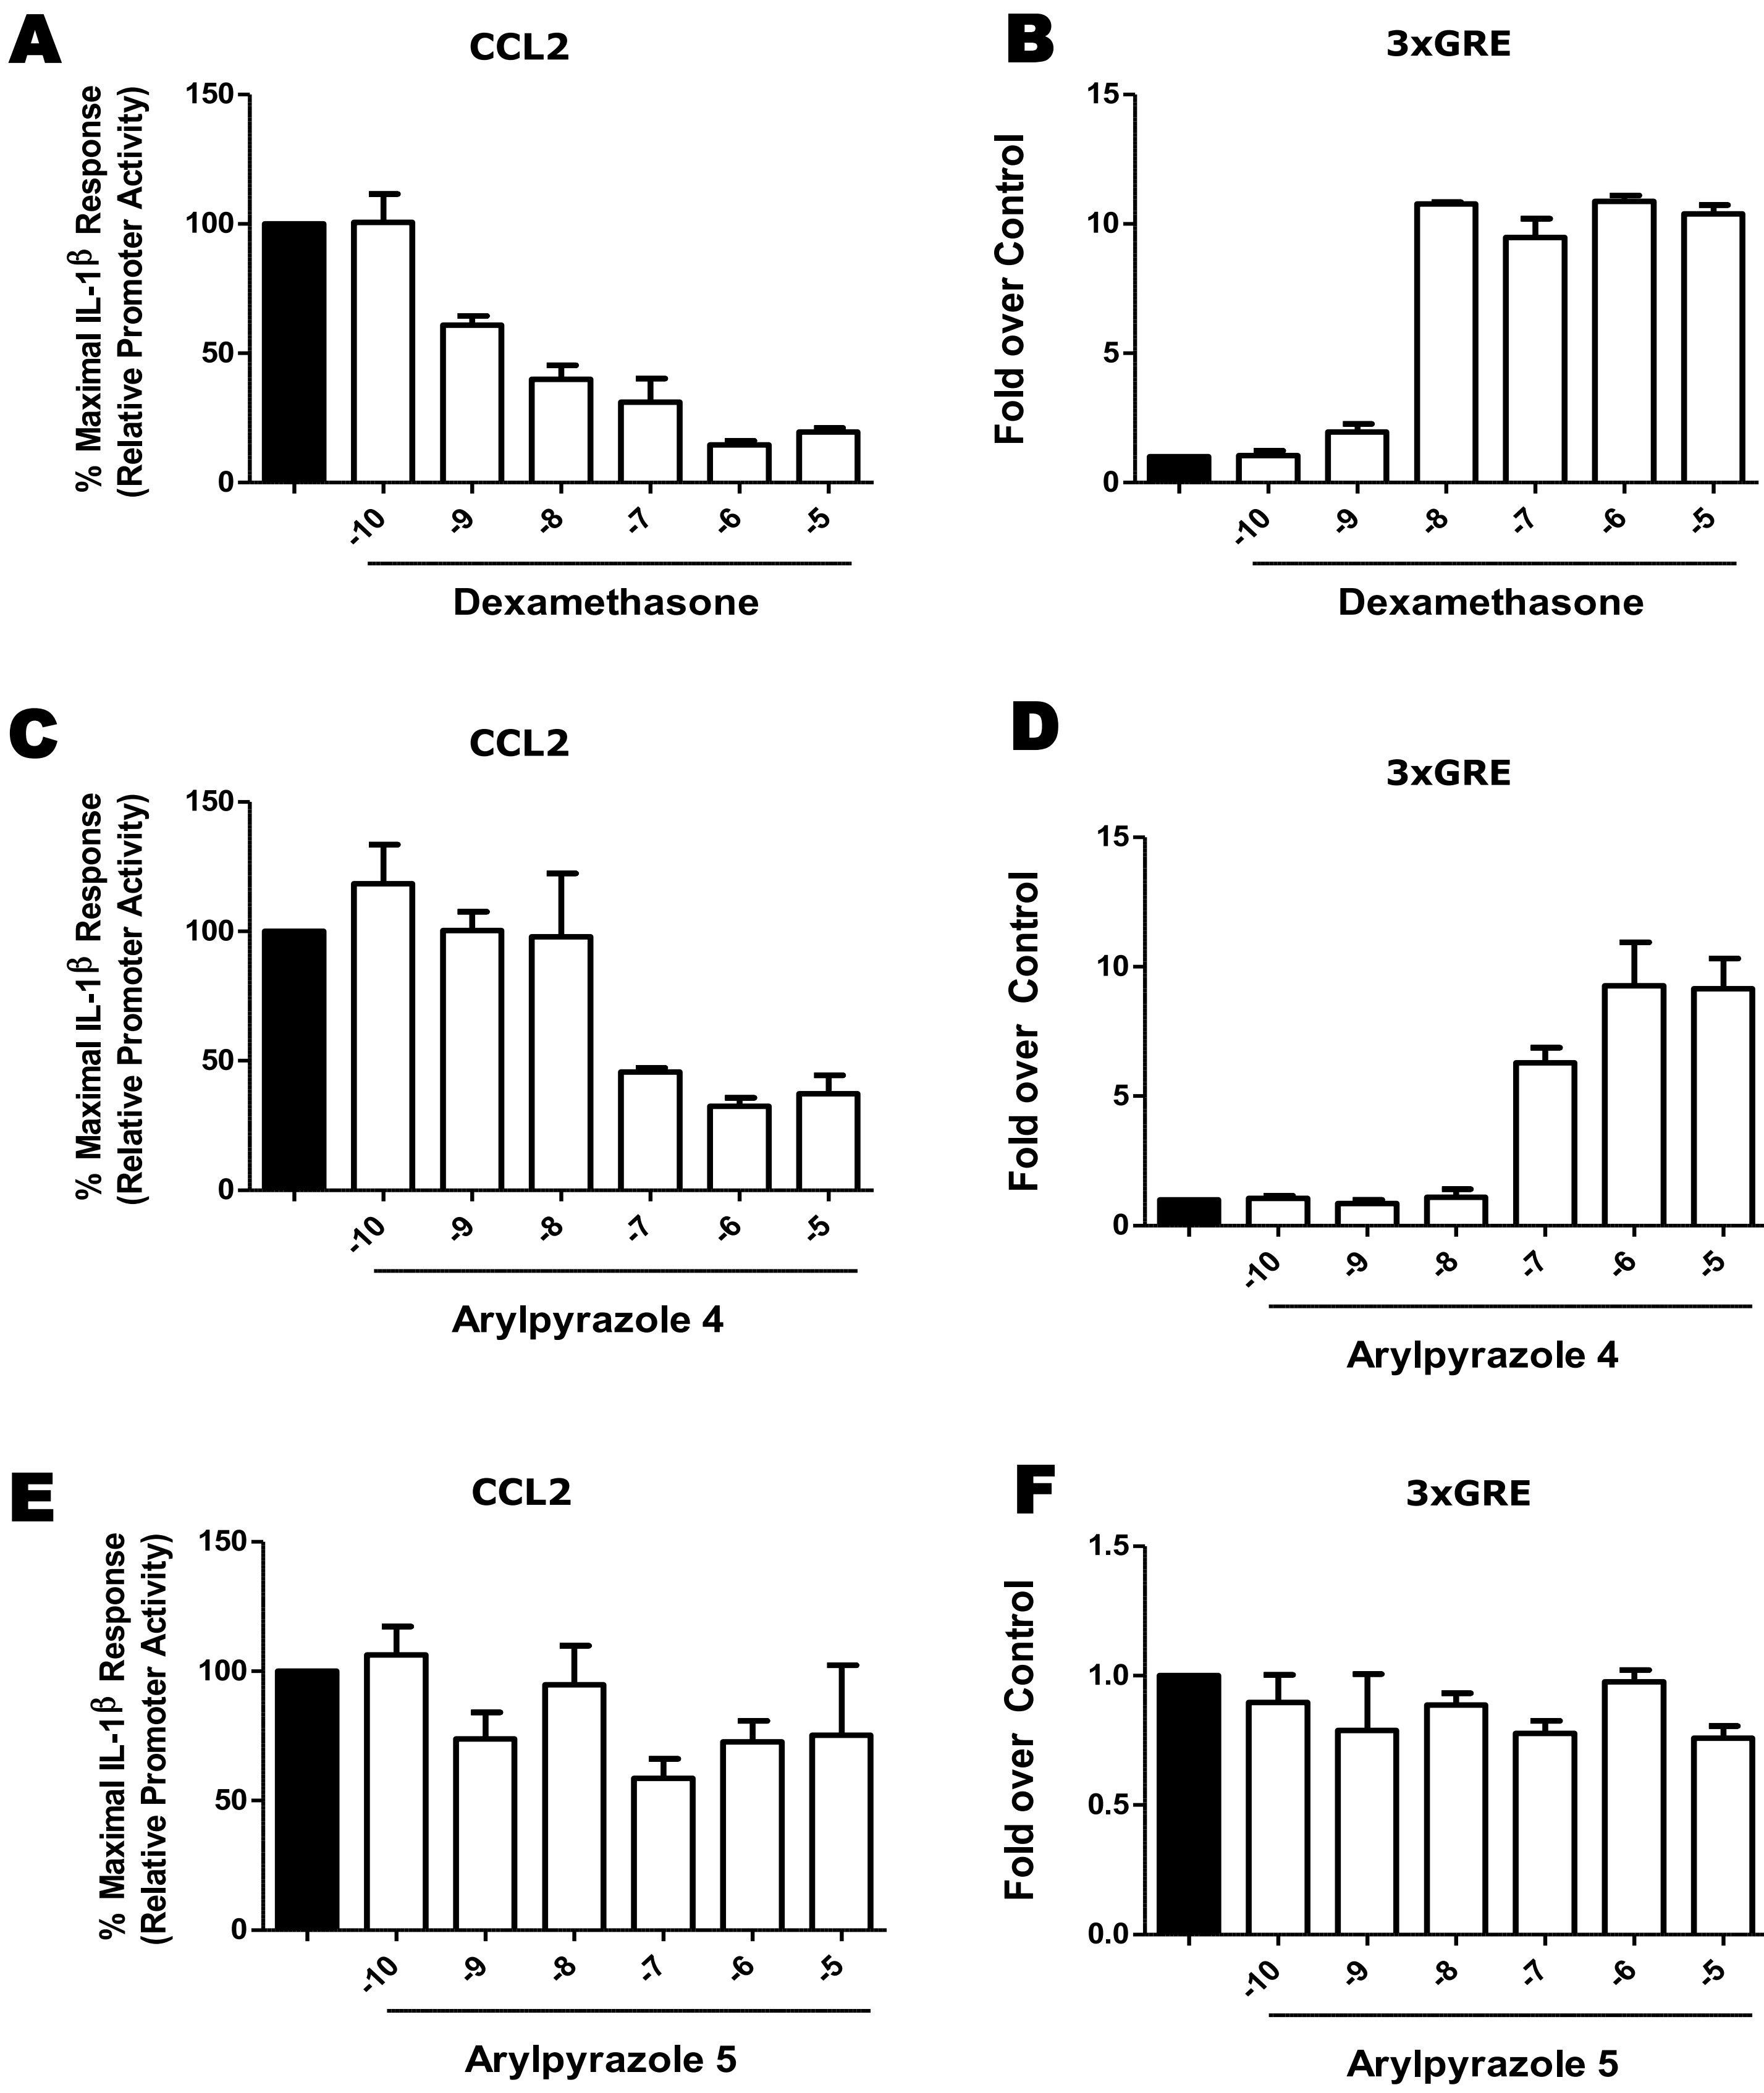 A
CCL2
% Maximal IL-1β Response
(Relative Promoter Activity)
150
100
50
0
-10 -9 -8 -7 -6 -5
Dexamethasone
B
3xGRE
Fold over Control
15
10
5
0
-10 -9 -8 -7 -6 -5
Dexamethasone
C
CCL2
% Maximal IL-1β Response
(Relative Promoter Activity)
150
100
50
0
-10 -9 -8 -7 -6 -5
Arylpyrazole 4
D
3xGRE
Fold over Control
15
10
5
0
-10 -9 -8 -7 -6 -5
Arylpyrazole 4
E
CCL2
% Maximal IL-1β Response
(Relative Promoter Activity)
150
100
50
0
-10 -9 -8 -7 -6 -5
Arylpyrazole 5
F
3xGRE
Fold over Control
1.5
1.0
0.5
0.0
-10 -9 -8 -7 -6 -5
Arylpyrazole 5